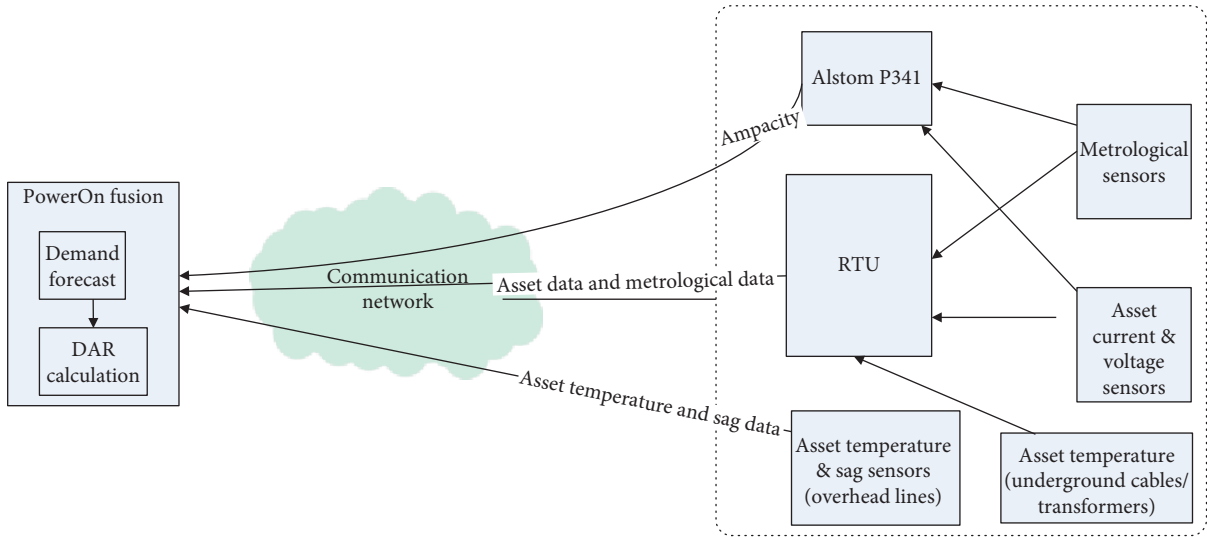 PowerOn fusion
Demand
forecast
DAR
calculation
Communication
network
Ampacity
Asset data and metrological data
Asset temperature and sag data
Alstom P341
RTU
Metrological
sensors
Asset
current &
voltage
sensors
Asset temperature
& sag sensors
(overhead lines)
Asset temperature
(underground cables/
transformers)